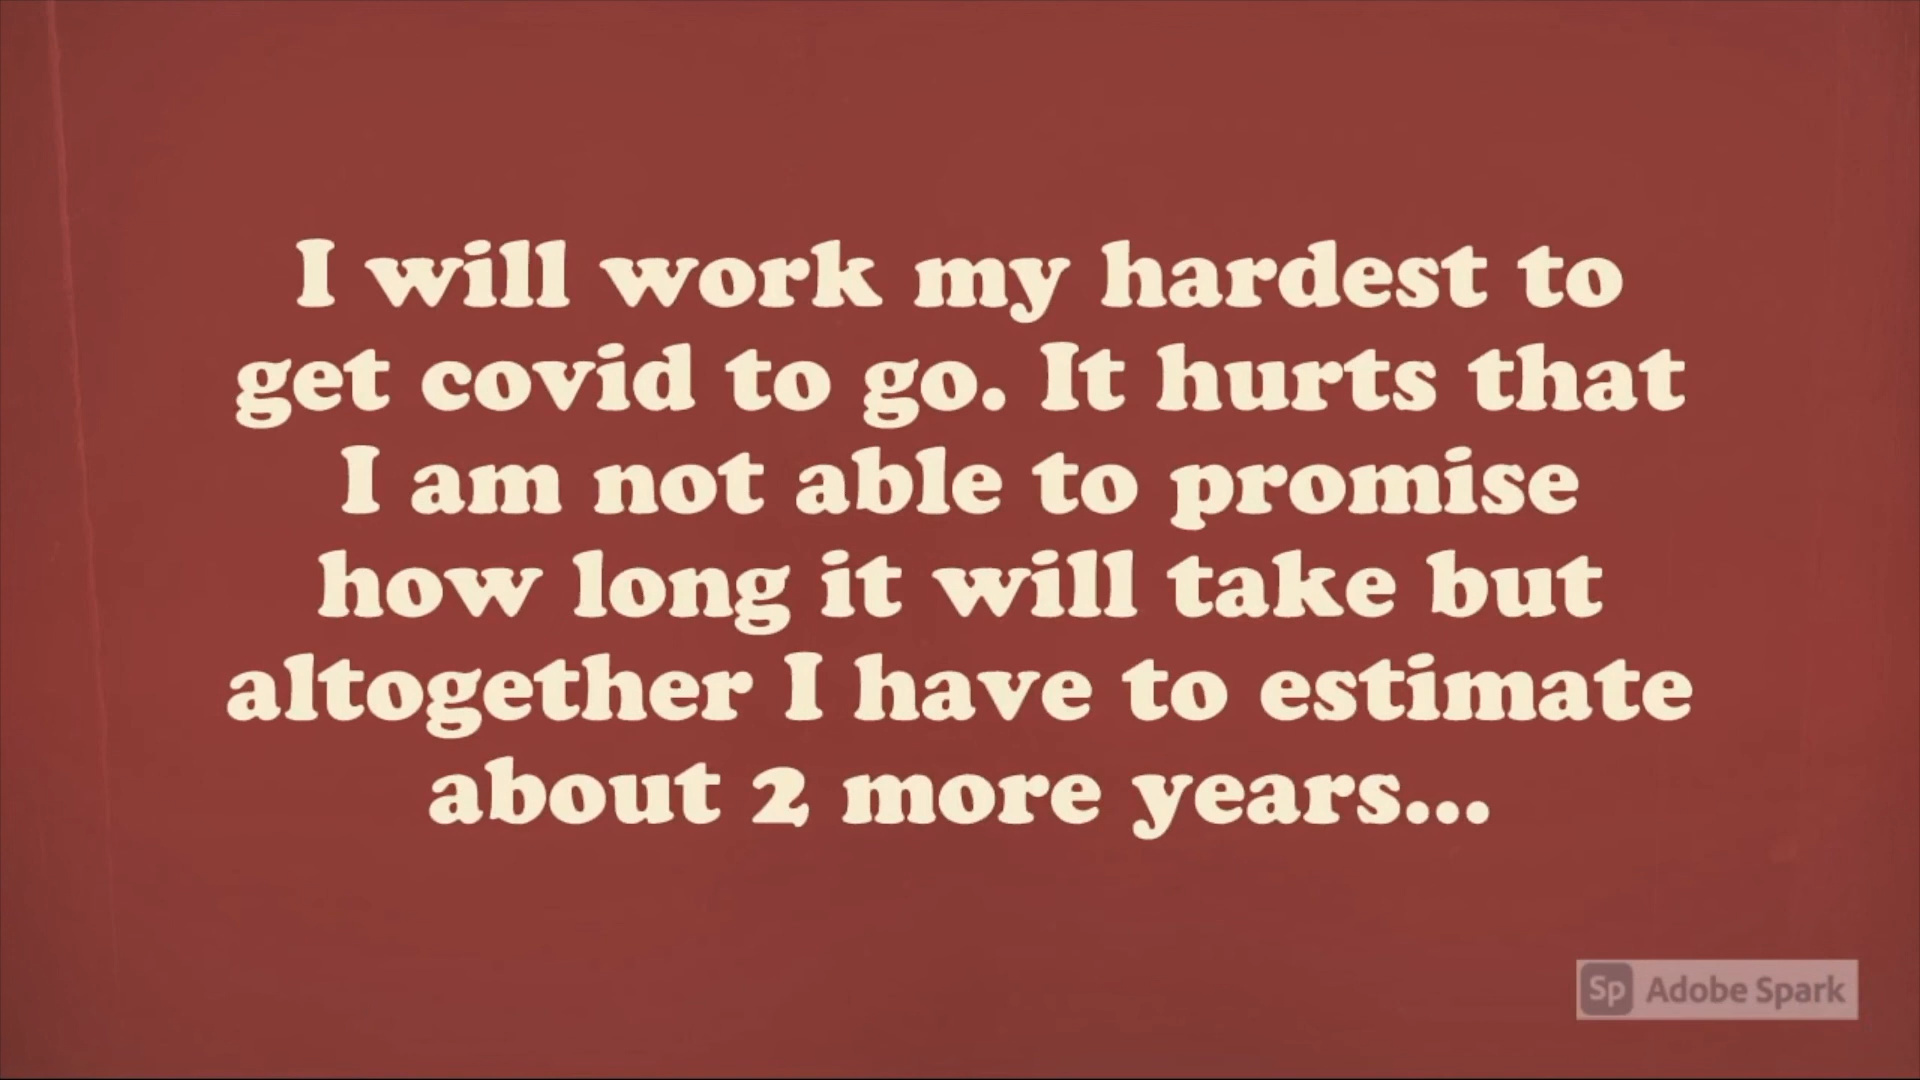 I will work my hardest to
get covid to go. It hurts that
I am not able to promise
how long it will take but
altogether I have to estimate
about 2 more years...
Sp Adobe Spark